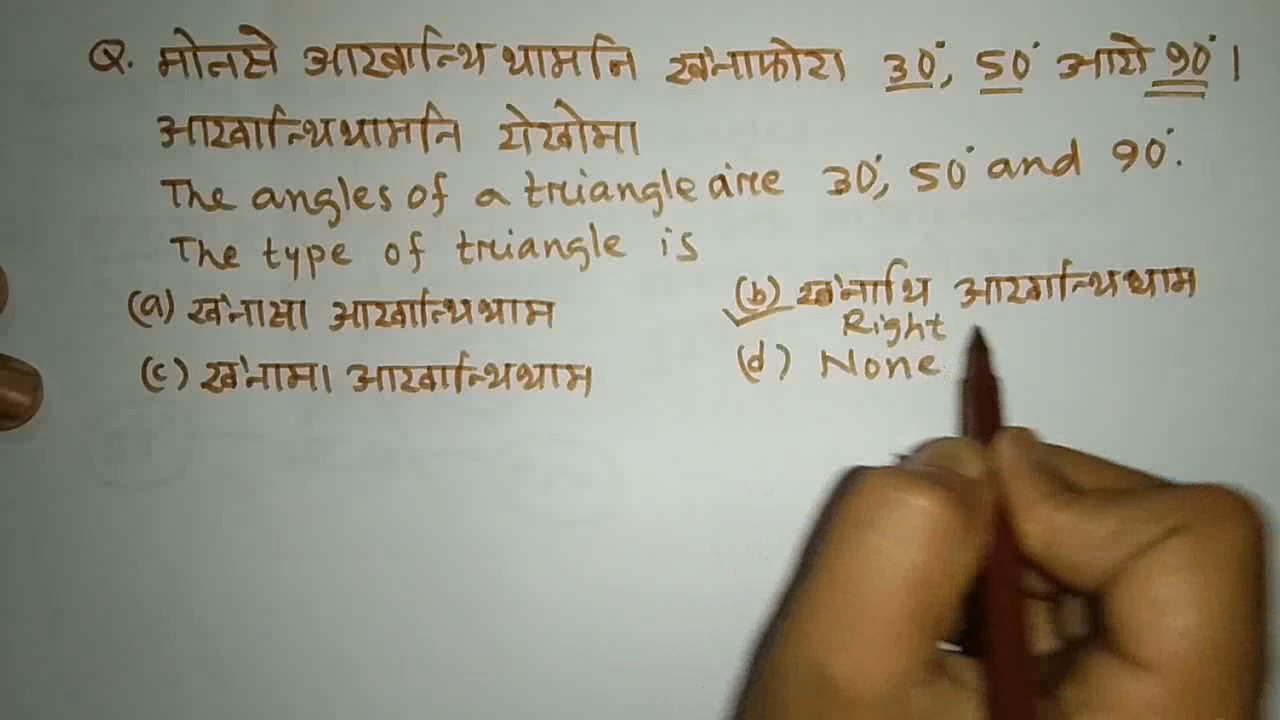 Q. मोनसे आखान्थिथामनि खं'नाफोरा 30°, 50° आरो 90° ।
आखान्थिथामनि रोखोमा
The angles of a triangle are 30°, 50° and 90°.
The type of triangle is
(a) खं'नासा आखान्थिथाम
(b) खं'नाथि आखान्थिथाम
Right
(c) खं'नामा आखान्थिथाम
(d) None